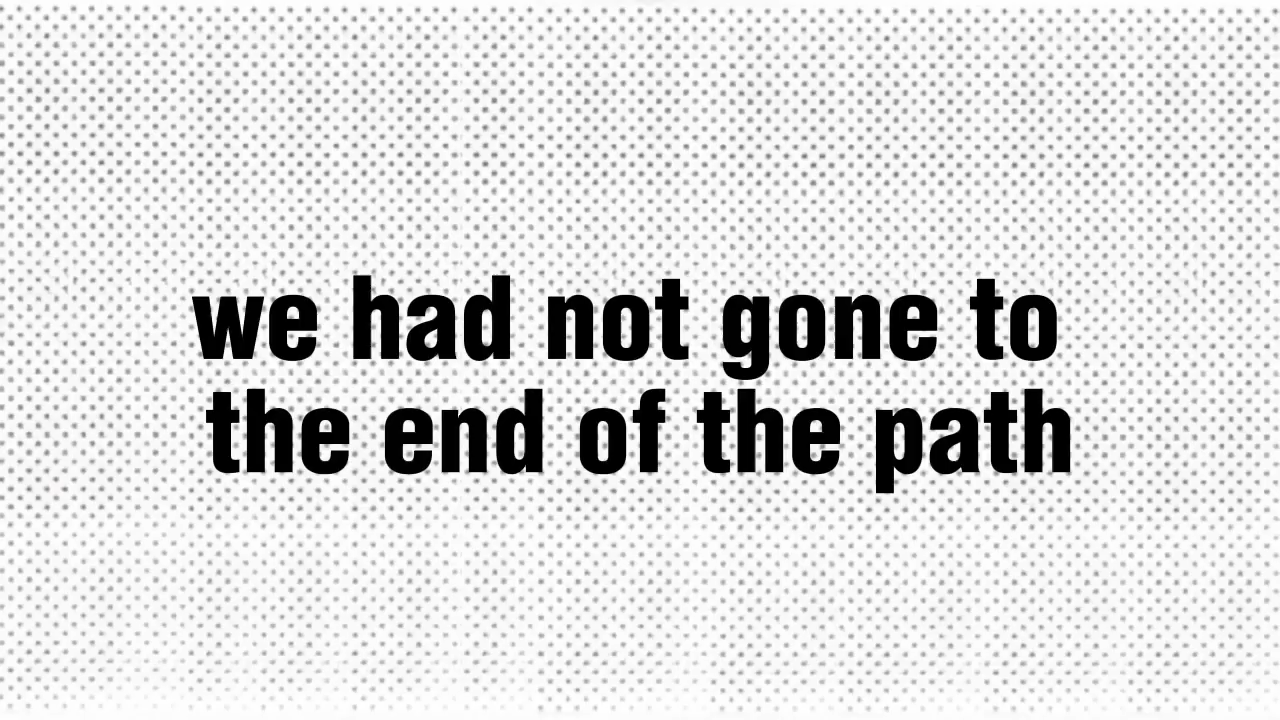 we had not gone to
the end of the path